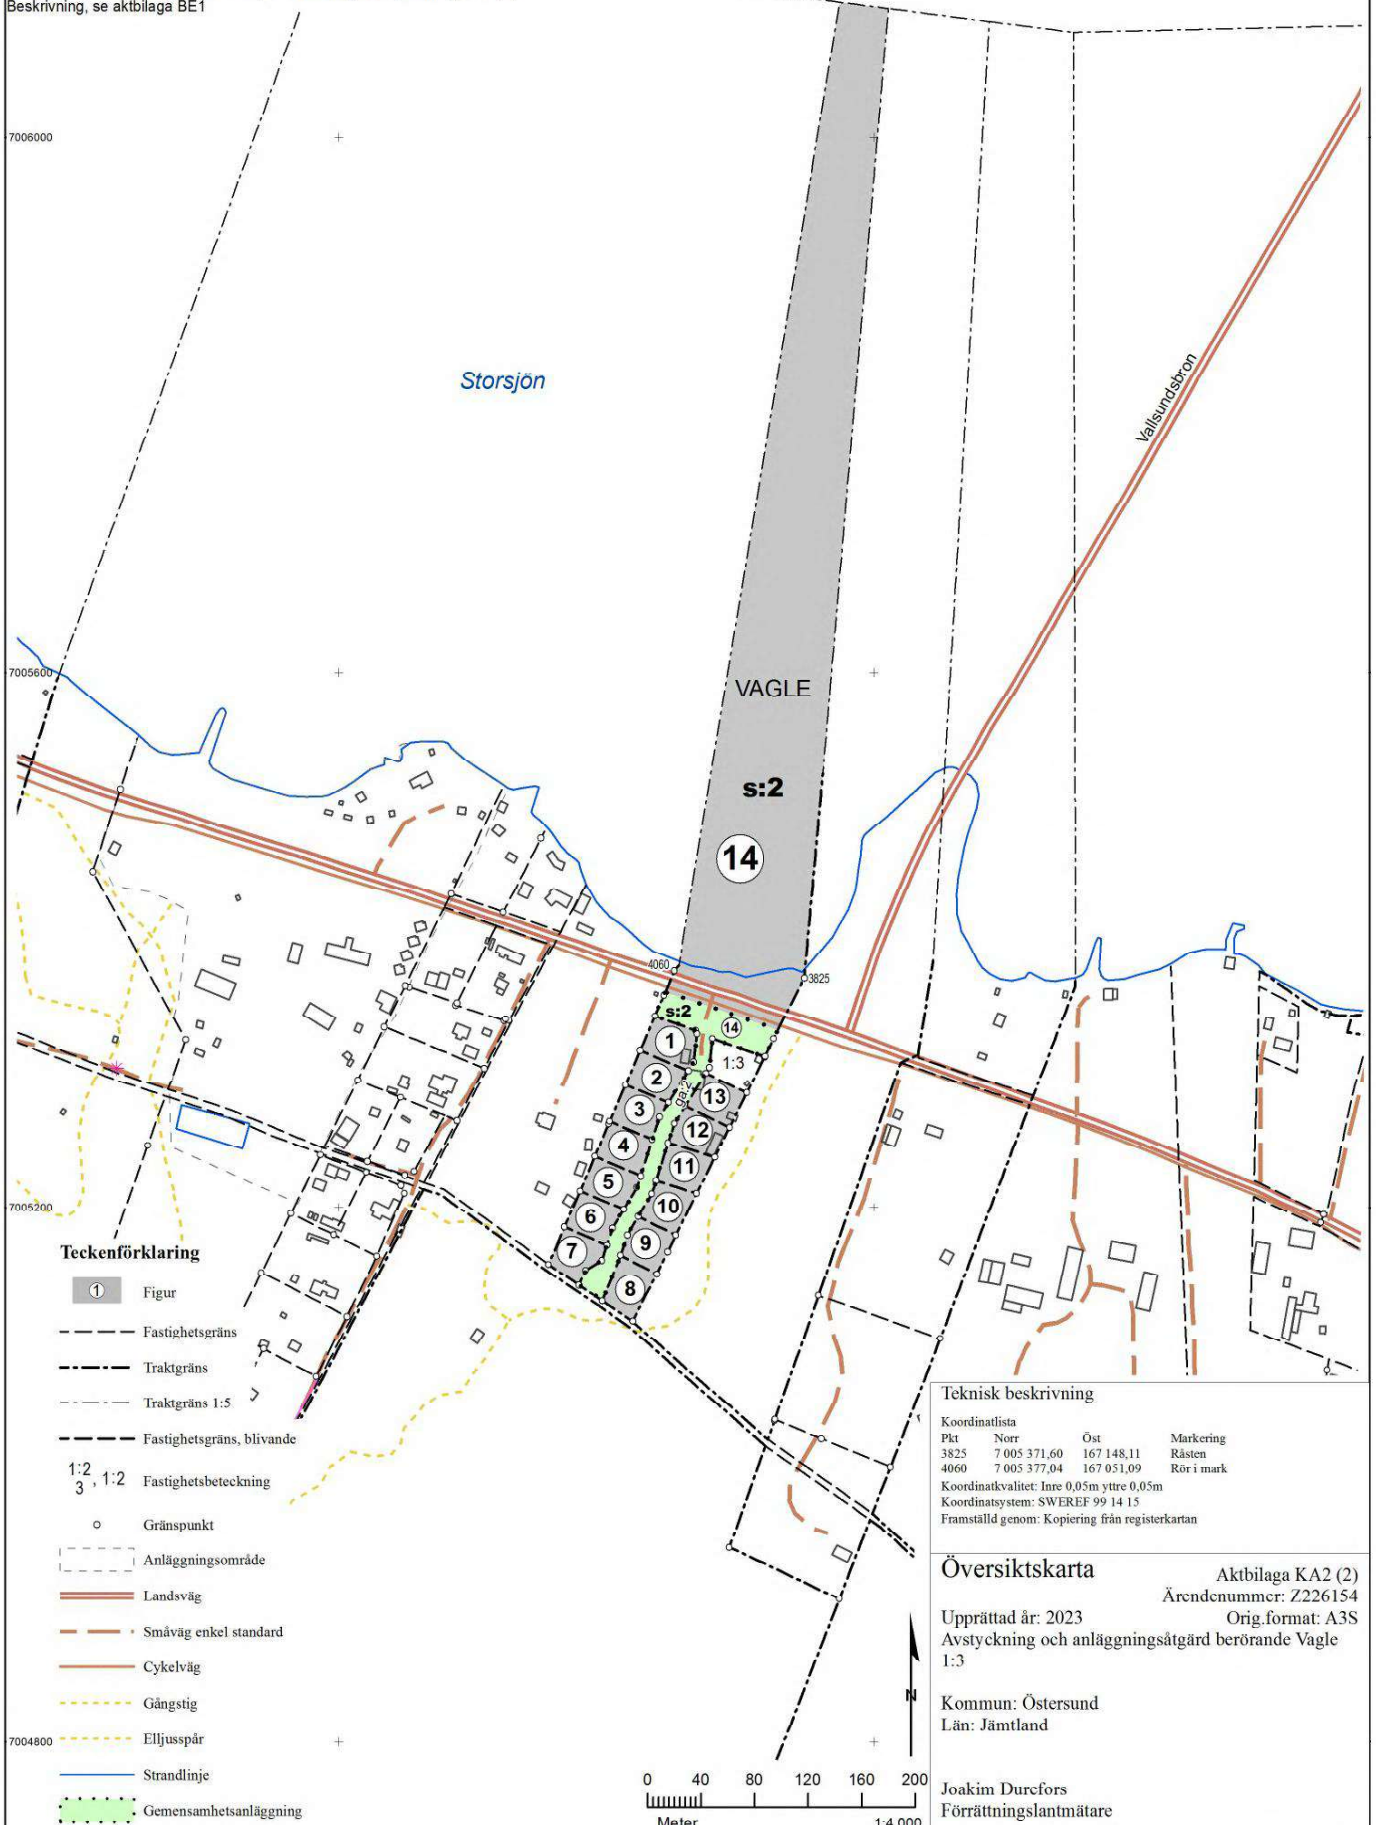 Beskrivning, se aktbilaga BE1
7006000
Storsjön
Vallsundsbron
7005600
VAGLE
s:2
14
4060
3825
s:2
14
1
1:3
2
ga:2
13
3
12
4
11
5
10
6
9
7
8
7005200
Teckenförklaring
1 Figur
Fastighetsgräns
Traktgräns
Traktgräns 1:5
Fastighetsgräns, blivande
1:2
3 , 1:2 Fastighetsbeteckning
Gränspunkt
Anläggningsområde
Landsväg
Småväg enkel standard
Cykelväg
Gångstig
Elljusspår
Strandlinje
Gemensamhetsanläggning
7004800
N
0 40 80 120 160 200
Meter 1:4 000
Teknisk beskrivning
Koordinatlista
Pkt Norr Öst Markering
3825 7 005 371,60 167 148,11 Råsten
4060 7 005 377,04 167 051,09 Rör i mark
Koordinatkvalitet: Inre 0,05m yttre 0,05m
Koordinatsystem: SWEREF 99 14 15
Framställd genom: Kopiering från registerkartan
Översiktskarta
Aktbilaga KA2 (2)
Ärendenummer: Z226154
Upprättad år: 2023 Orig.format: A3S
Avstyckning och anläggningsåtgärd berörande Vagle
1:3
Kommun: Östersund
Län: Jämtland
Joakim Durefors
Förrättningslantmätare